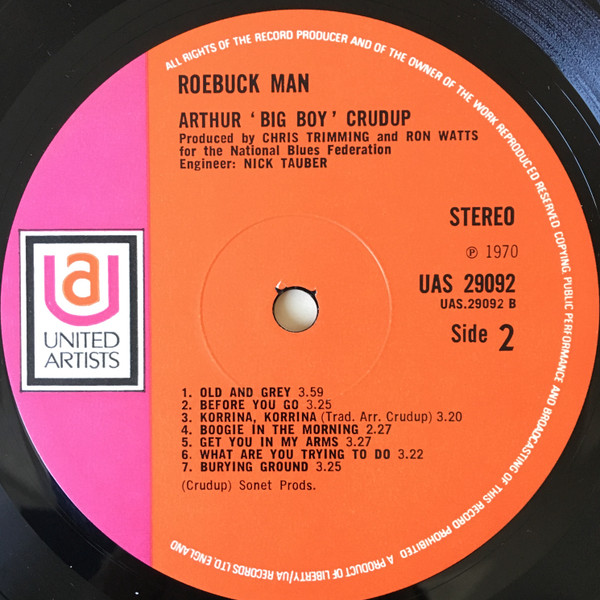 ALL RIGHTS OF THE RECORD PRODUCER AND OF THE OWNER OF THE WORK REPRODUCED RESERVED COPYING PUBLIC PERFORMANCE AND BROADCASTING OF THIS RECORD PROHIBITED A PRODUCT OF LIBERTY/UA RECORDS LTD, ENGLAND
ROEBUCK MAN
ARTHUR 'BIG BOY' CRUDUP
Produced by CHRIS TRIMMING and RON WATTS
for the National Blues Federation
Engineer: NICK TAUBER
STEREO
℗ 1970
UAS 29092
UAS.29092 B
Side 2
ua
UNITED
ARTISTS
1. OLD AND GREY 3.59
2. BEFORE YOU GO 3.25
3. KORRINA, KORRINA (Trad. Arr. Crudup) 3.20
4. BOOGIE IN THE MORNING 2.27
5. GET YOU IN MY ARMS 3.27
6. WHAT ARE YOU TRYING TO DO 3.22
7. BURYING GROUND 3.25
(Crudup) Sonet Prods.